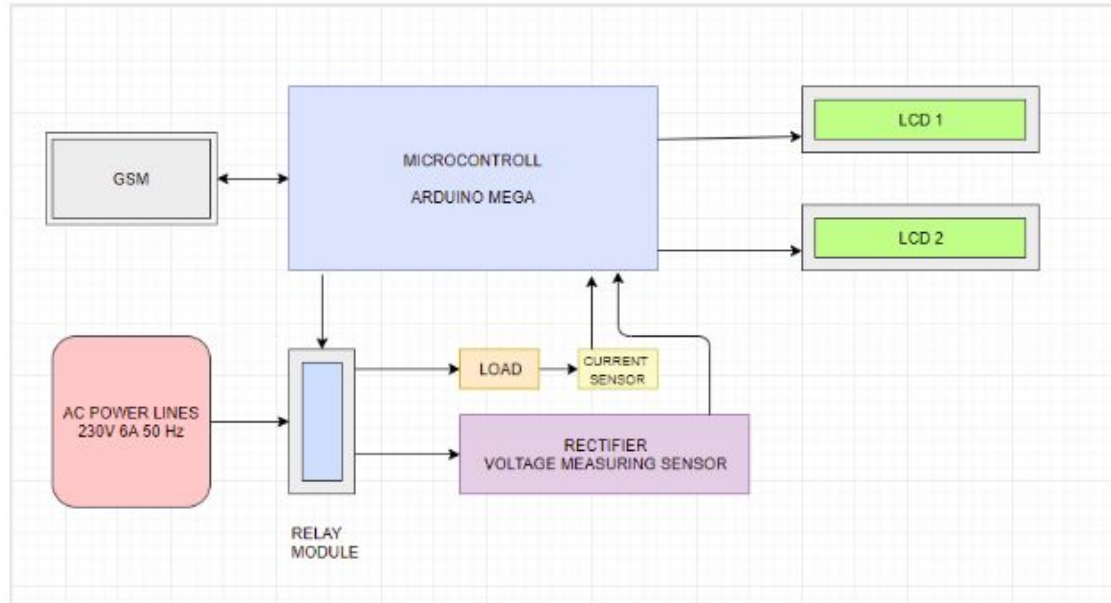 MICROCONTROLL
ARDUINO MEGA
GSM
LCD 1
LCD 2
AC POWER LINES
230V 6A 50 Hz
LOAD
CURRENT
SENSOR
RECTIFIER
VOLTAGE MEASURING SENSOR
RELAY
MODULE